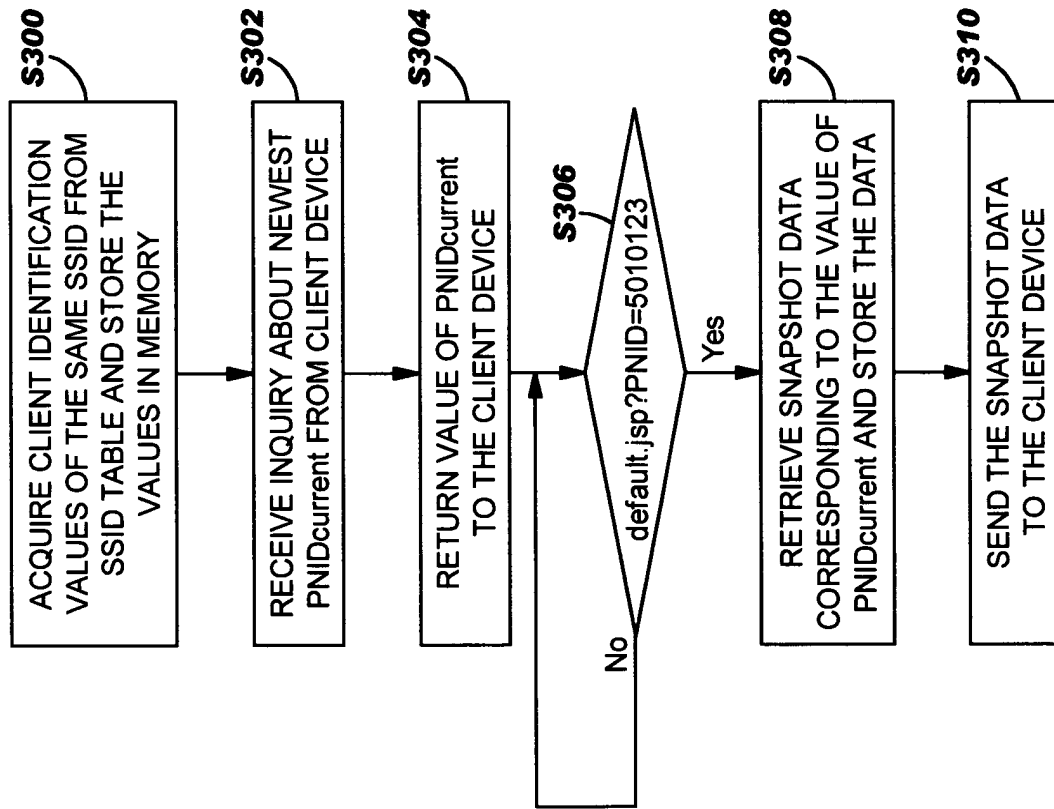 S300
ACQUIRE CLIENT IDENTIFICATION
VALUES OF THE SAME SSID FROM
SSID TABLE AND STORE THE
VALUES IN MEMORY
S302
RECEIVE INQUIRY ABOUT NEWEST
PNIDcurrent FROM CLIENT DEVICE
S304
RETURN VALUE OF PNIDcurrent
TO THE CLIENT DEVICE
S306
default.jsp?PNID=5010123
No
Yes
S308
RETRIEVE SNAPSHOT DATA
CORRESPONDING TO THE VALUE OF
PNIDcurrent AND STORE THE DATA
S310
SEND THE SNAPSHOT DATA
TO THE CLIENT DEVICE